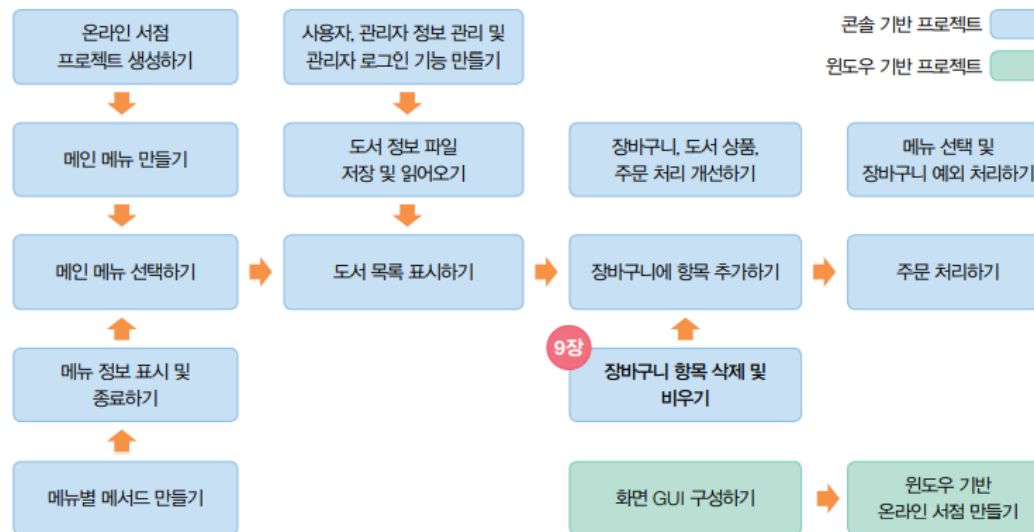 온라인 서점
프로젝트 생성하기
사용자, 관리자 정보 관리 및
관리자 로그인 기능 만들기
콘솔 기반 프로젝트
윈도우 기반 프로젝트
메인 메뉴 만들기
도서 정보 파일
저장 및 읽어오기
장바구니, 도서 상품,
주문 처리 개선하기
메뉴 선택 및
장바구니 예외 처리하기
메인 메뉴 선택하기
도서 목록 표시하기
장바구니에 항목 추가하기
주문 처리하기
메뉴 정보 표시 및
종료하기
9장
장바구니 항목 삭제 및
비우기
메뉴별 메서드 만들기
화면 GUI 구성하기
윈도우 기반
온라인 서점 만들기